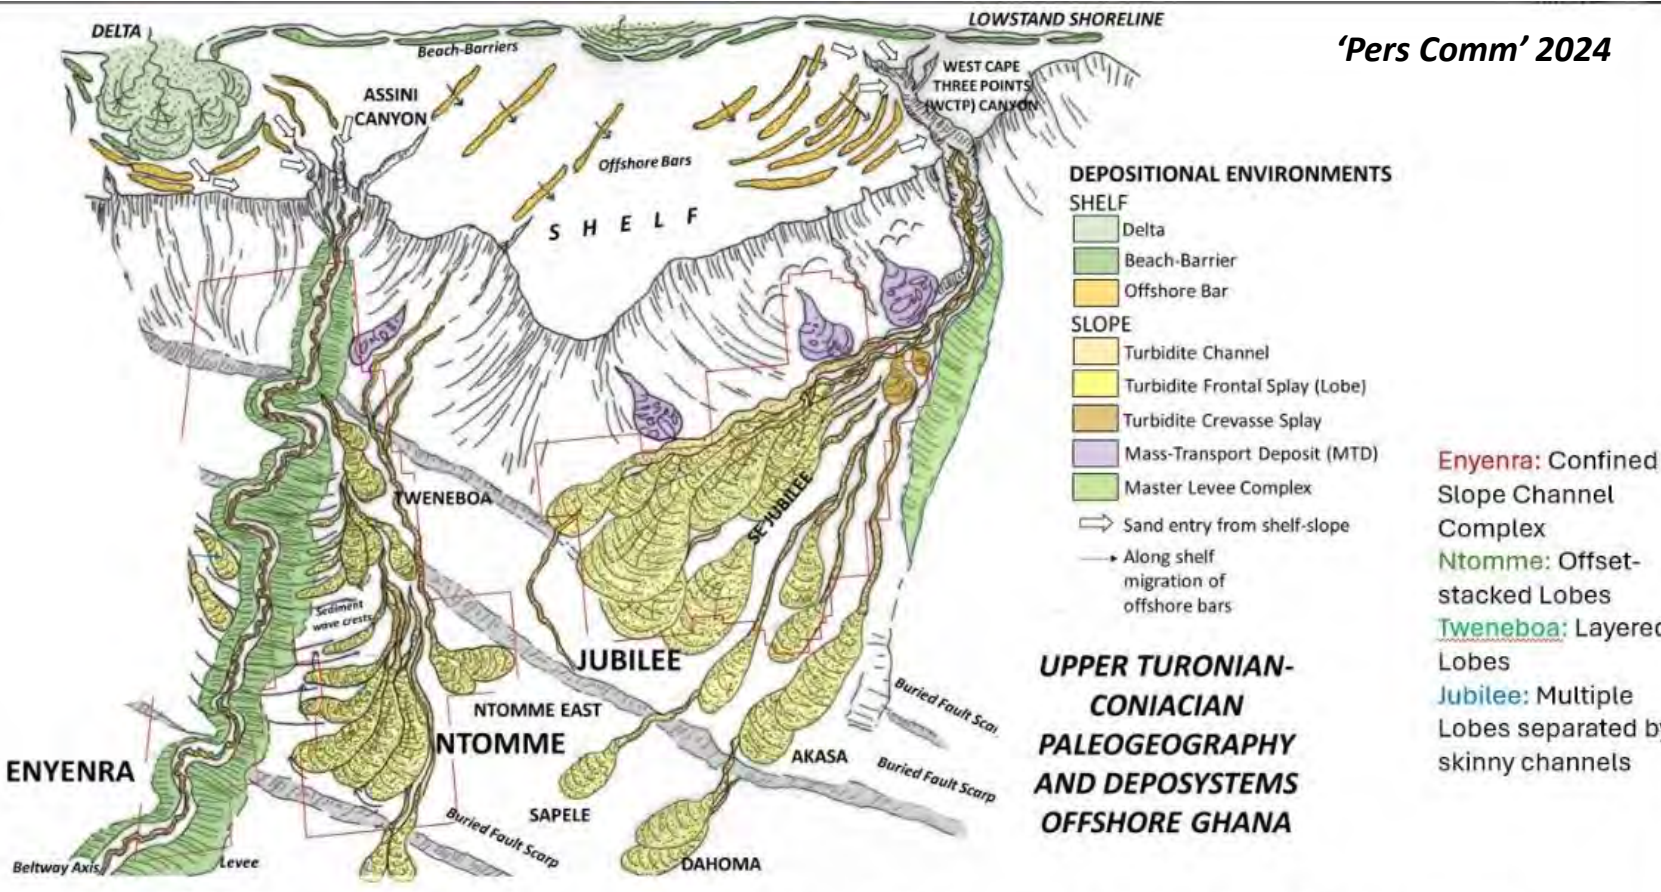 DELTA
Beach-Barriers
LOWSTAND SHORELINE
'Pers Comm' 2024
ASSINI
CANYON
WEST CAPE
THREE POINTS
(WCTP) CANYON
Offshore Bars
SHELF
DEPOSITIONAL ENVIRONMENTS
SHELF
Delta
Beach-Barrier
Offshore Bar
SLOPE
Turbidite Channel
Turbidite Frontal Splay (Lobe)
Turbidite Crevasse Splay
Mass-Transport Deposit (MTD)
Master Levee Complex
Sand entry from shelf-slope
Along shelf
migration of
offshore bars
Enyenra: Confined
Slope Channel
Complex
Ntomme: Offset-
stacked Lobes
Tweneboa: Layered
Lobes
Jubilee: Multiple
Lobes separated by
skinny channels
TWENEBOA
SE JUBILEE
Sediment
wave crests
JUBILEE
NTOMME EAST
NTOMME
ENYENRA
AKASA
SAPELE
DAHOMA
Buried Fault Scar
Buried Fault Scarp
Buried Fault Scarp
Beltway Axis
Levee
UPPER TURONIAN-
CONIACIAN
PALEOGEOGRAPHY
AND DEPOSYSTEMS
OFFSHORE GHANA